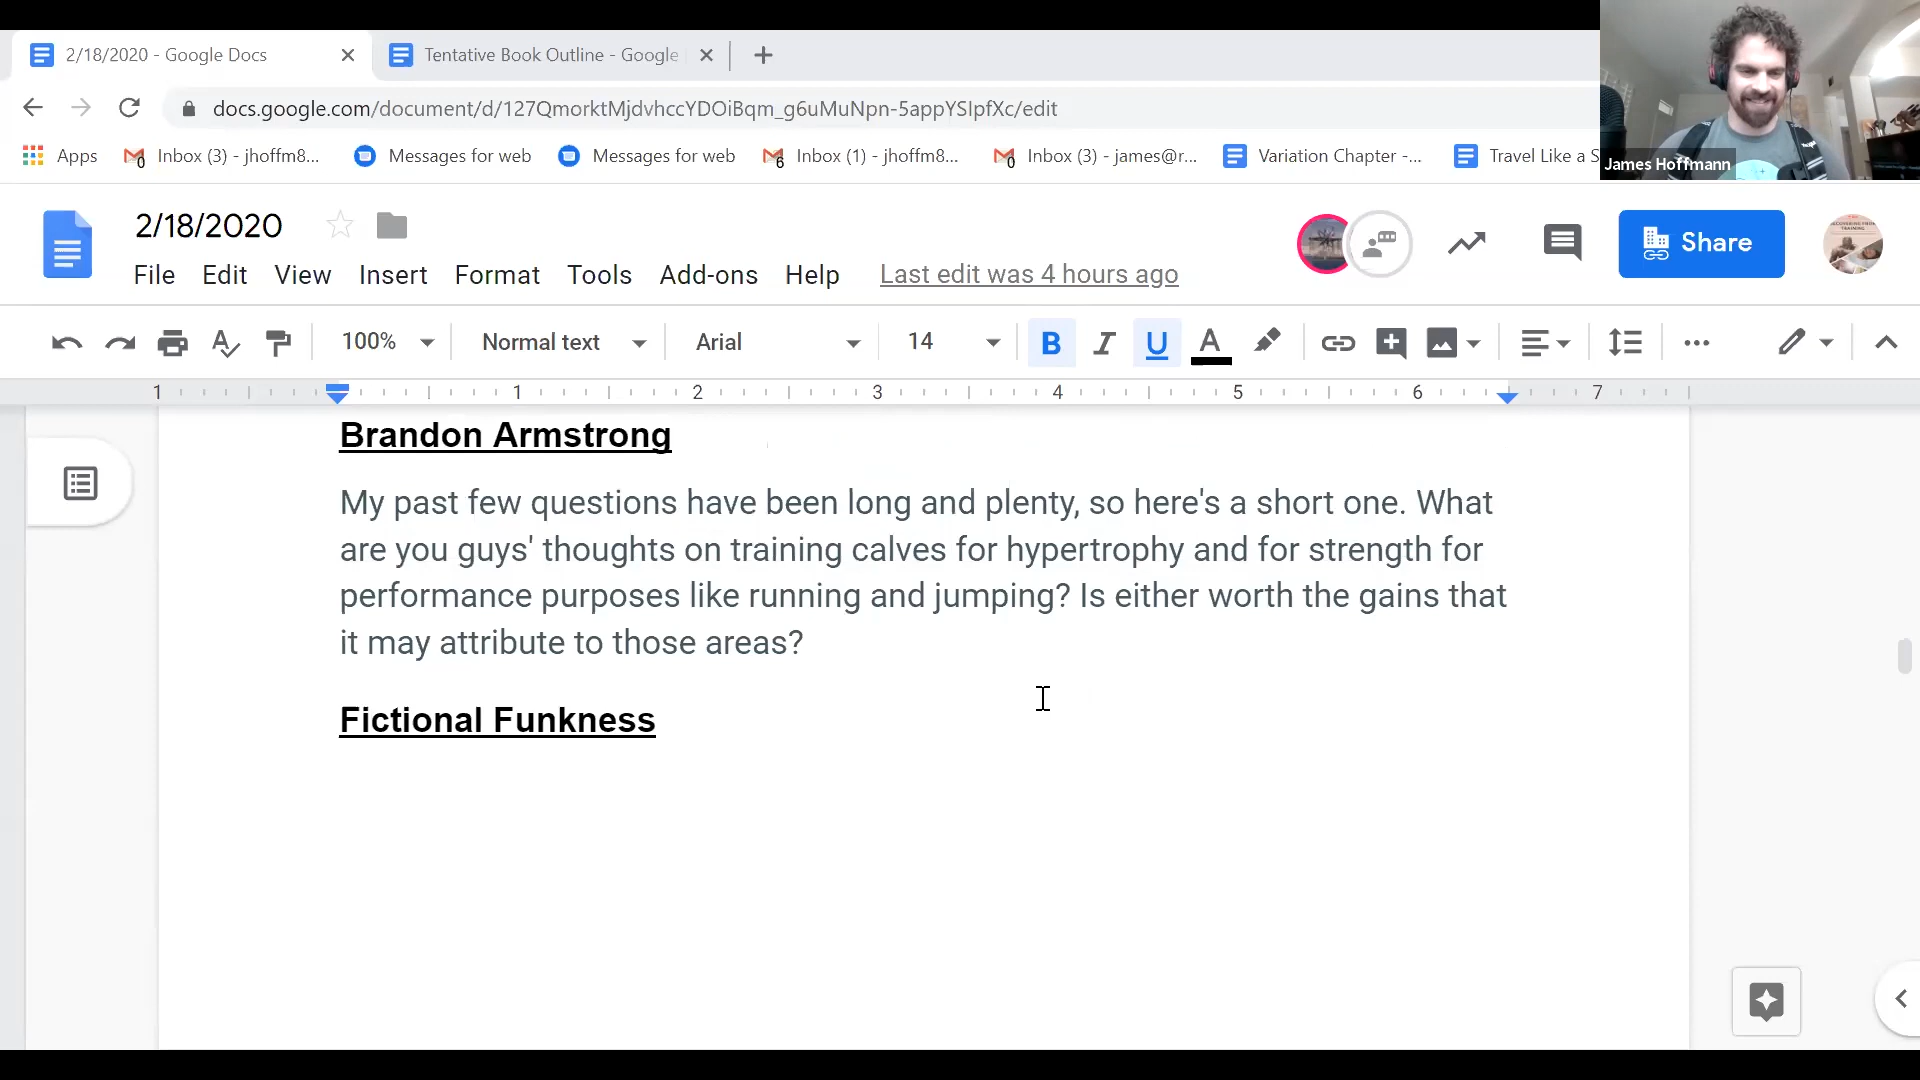 2/18/2020 - Google Docs
Tentative Book Outline - Google
docs.google.com/document/d/127QmorktMjdvhccYDOiBqm_g6uMuNpn-5appYSIpfXc/edit
Apps
Inbox (3) - jhoffm8...
Messages for web
Messages for web
Inbox (1) - jhoffm8...
Inbox (3) - james@r...
Variation Chapter -...
Travel Like a S
James Hoffmann
2/18/2020
File Edit View Insert Format Tools Add-ons Help Last edit was 4 hours ago
Share
100% Normal text Arial 14 B I U A
1 1 2 3 4 5 6 7
Brandon Armstrong
My past few questions have been long and plenty, so here's a short one. What
are you guys' thoughts on training calves for hypertrophy and for strength for
performance purposes like running and jumping? Is either worth the gains that
it may attribute to those areas?
Fictional Funkness